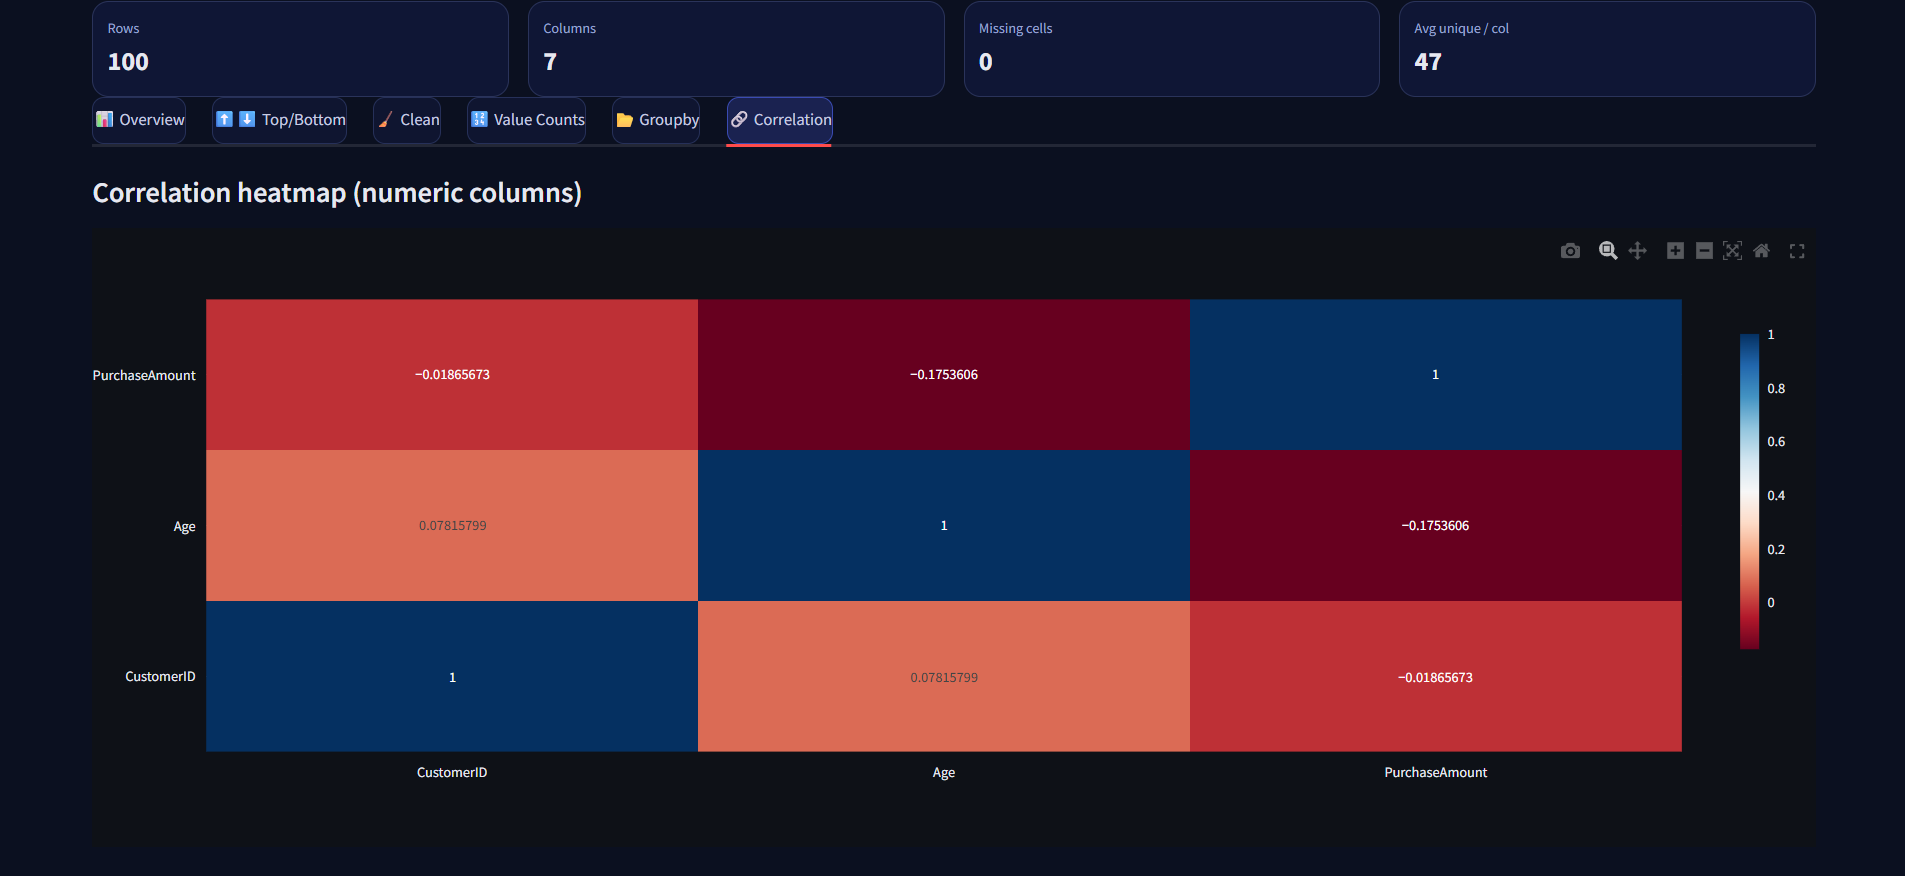 Rows
100
Columns
7
Missing cells
0
Avg unique / col
47
Overview
Top/Bottom
Clean
Value Counts
Groupby
Correlation
Correlation heatmap (numeric columns)
PurchaseAmount
−0.01865673
−0.1753606
1
Age
0.07815799
1
−0.1753606
CustomerID
1
0.07815799
−0.01865673
CustomerID
Age
PurchaseAmount
1
0.8
0.6
0.4
0.2
0